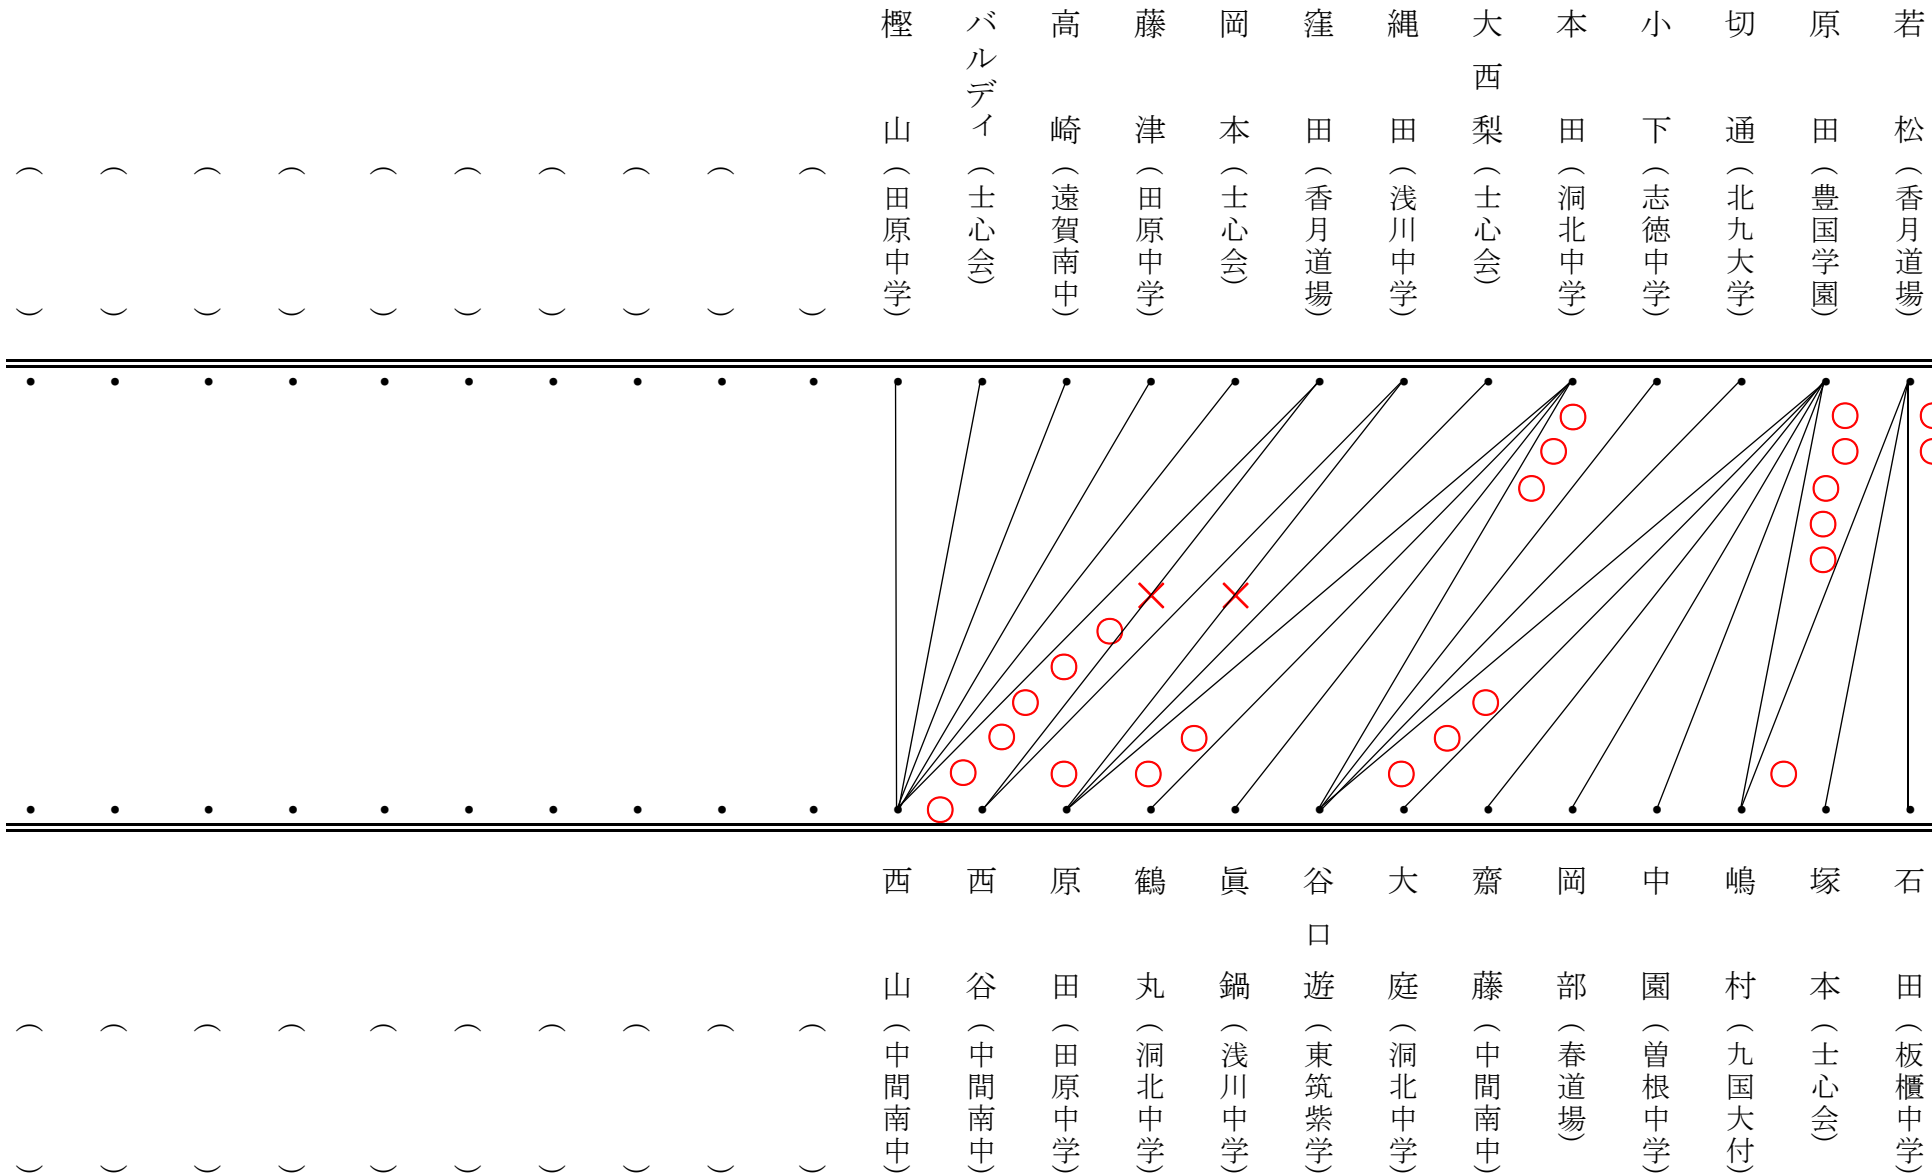 若松（香月道場）
原田（豊国学園）
切通（北九大学）
小下（志徳中学）
本田（洞北中学）
大西梨（士心会）
縄田（浅川中学）
窪田（香月道場）
岡本（士心会）
藤津（田原中学）
高崎（遠賀南中）
バルディ（士心会）
樫山（田原中学）
（　）
（　）
（　）
（　）
（　）
（　）
（　）
（　）
（　）
（　）
石田（板櫃中学）
塚本（士心会）
嶋村（九国大付）
中園（曽根中学）
岡部（春道場）
齋藤（中間南中）
大庭（洞北中学）
谷口遊（東筑紫学）
眞鍋（浅川中学）
鶴丸（洞北中学）
原田（田原中学）
西谷（中間南中）
西山（中間南中）
（　）
（　）
（　）
（　）
（　）
（　）
（　）
（　）
（　）
（　）